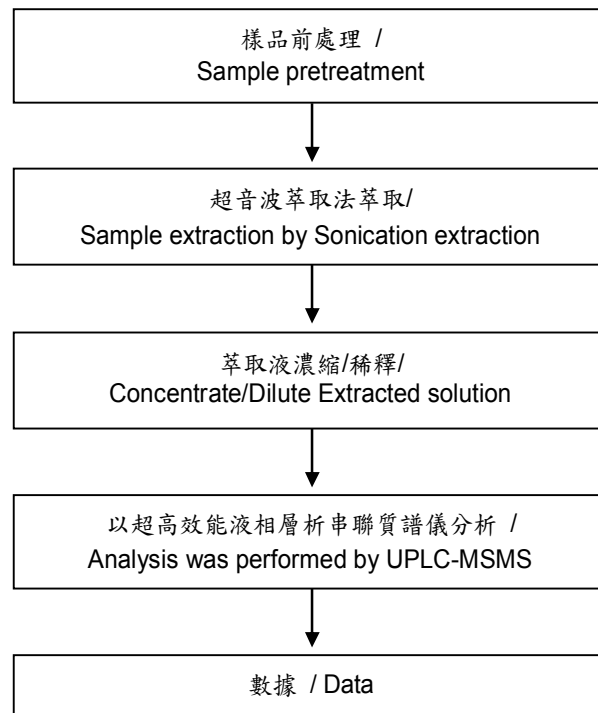 樣品前處理 /
Sample pretreatment
超音波萃取法萃取/
Sample extraction by Sonication extraction
萃取液濃縮/稀釋/
Concentrate/Dilute Extracted solution
以超高效能液相層析串聯質譜儀分析 /
Analysis was performed by UPLC-MSMS
數據 / Data